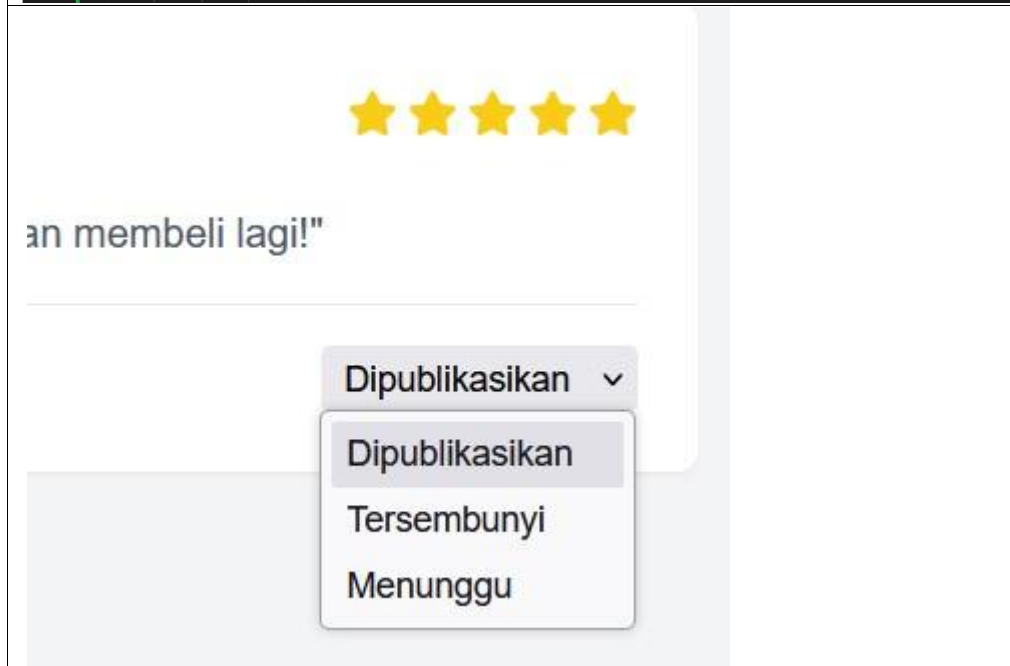 an membeli lagi!"
Dipublikasikan
Dipublikasikan
Tersembunyi
Menunggu